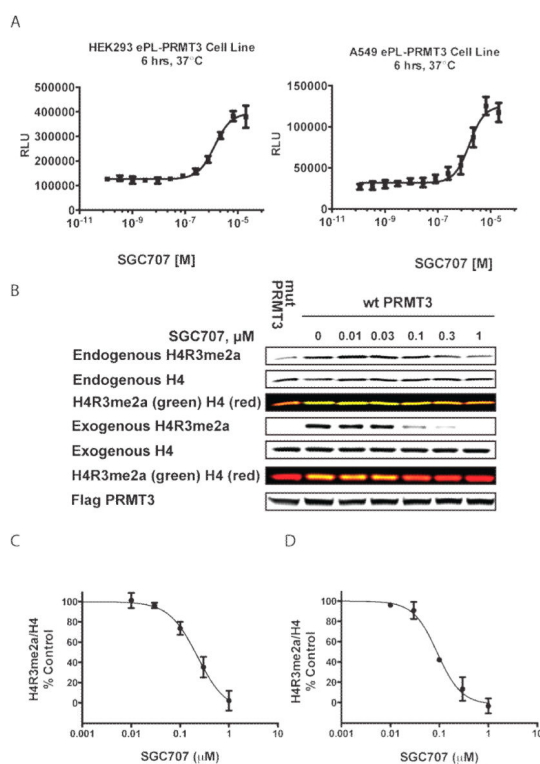 A
HEK293 ePL-PRMT3 Cell Line
6 hrs, 37°C
RLU
500000
400000
300000
200000
100000
0
10⁻¹¹ 10⁻⁹ 10⁻⁷ 10⁻⁵
SGC707 [M]
A549 ePL-PRMT3 Cell Line
6 hrs, 37°C
RLU
150000
100000
50000
0
10⁻¹¹ 10⁻⁹ 10⁻⁷ 10⁻⁵
SGC707 [M]
B
mut PRMT3
wt PRMT3
SGC707, µM 0 0.01 0.03 0.1 0.3 1
Endogenous H4R3me2a
Endogenous H4
H4R3me2a (green) H4 (red)
Exogenous H4R3me2a
Exogenous H4
H4R3me2a (green) H4 (red)
Flag PRMT3
C
H4R3me2a/H4
% Control
100
80
60
40
20
0
0.001 0.01 0.1 1 10
SGC707 (µM)
D
H4R3me2a/H4
% Control
100
80
60
40
20
0
0.001 0.01 0.1 1 10
SGC707 (µM)